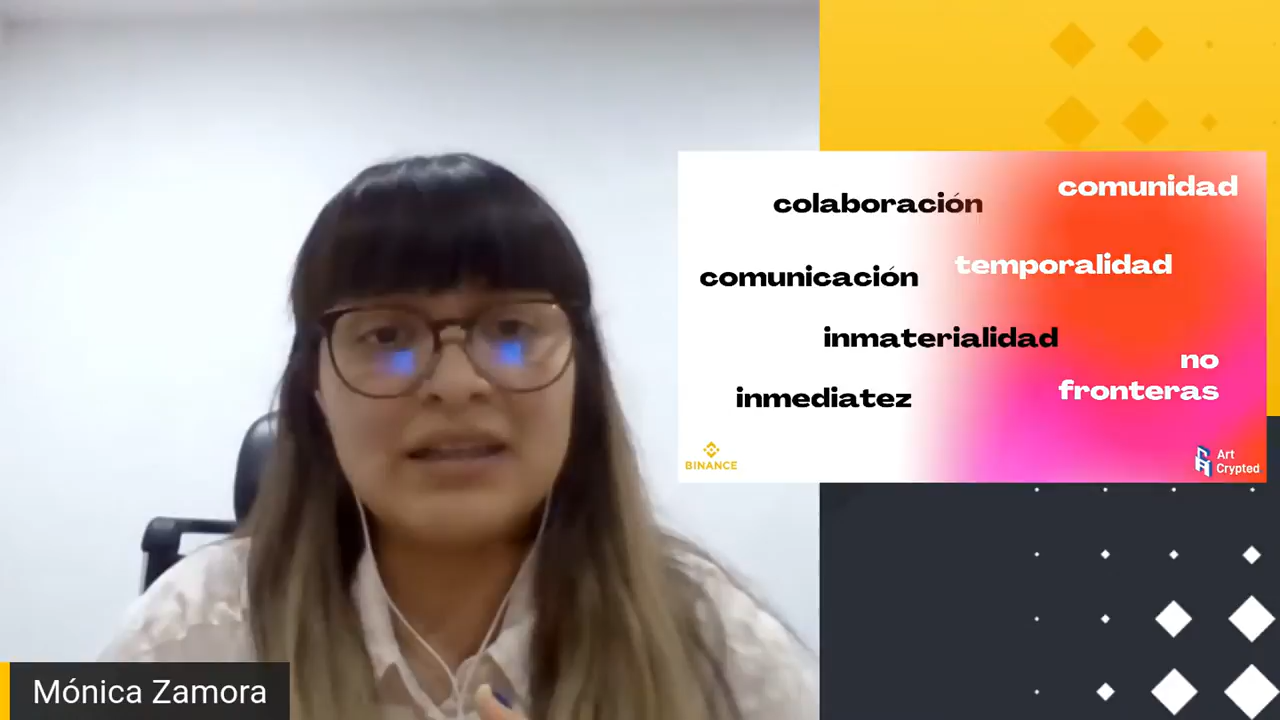 comunidad
colaboración
temporalidad
comunicación
inmaterialidad
no
fronteras
inmediatez
BINANCE
Art
Crypted
Mónica Zamora